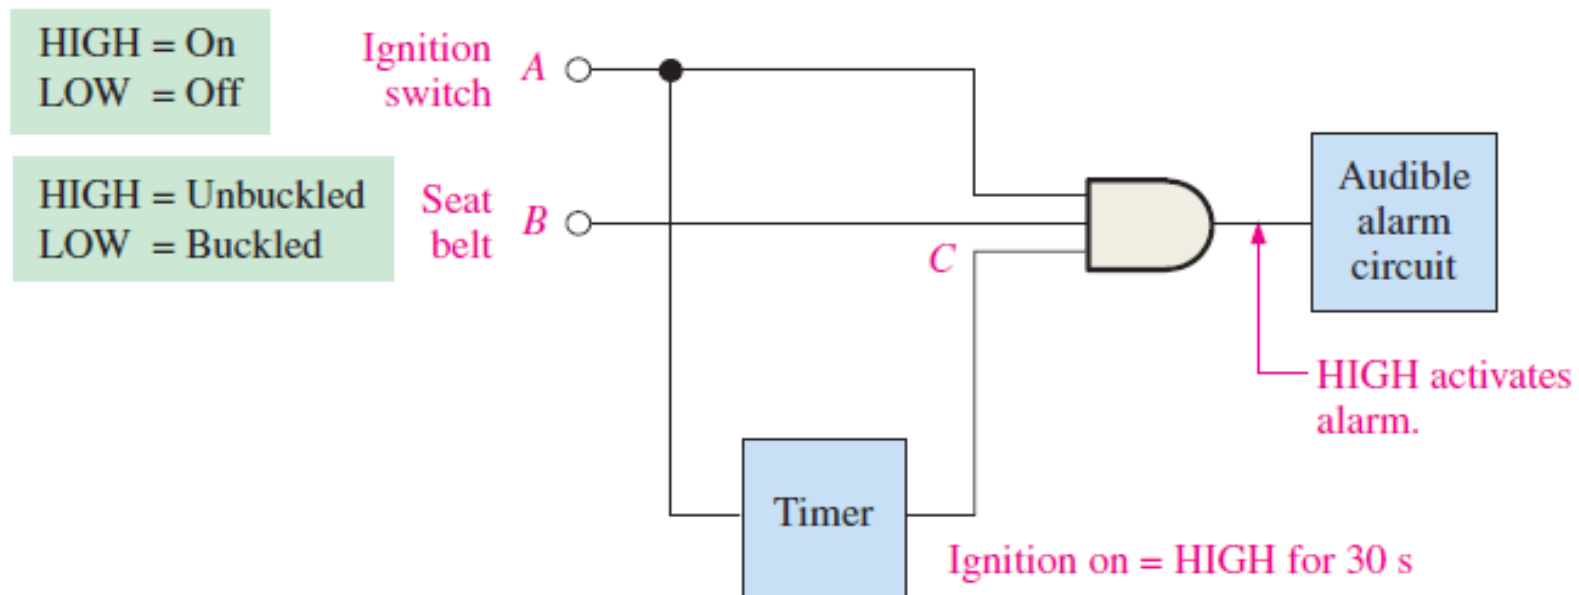 HIGH = On
LOW = Off
Ignition
switch
A
HIGH = Unbuckled
LOW = Buckled
Seat
belt
B
C
Audible
alarm
circuit
HIGH activates
alarm.
Timer
Ignition on = HIGH for 30 s